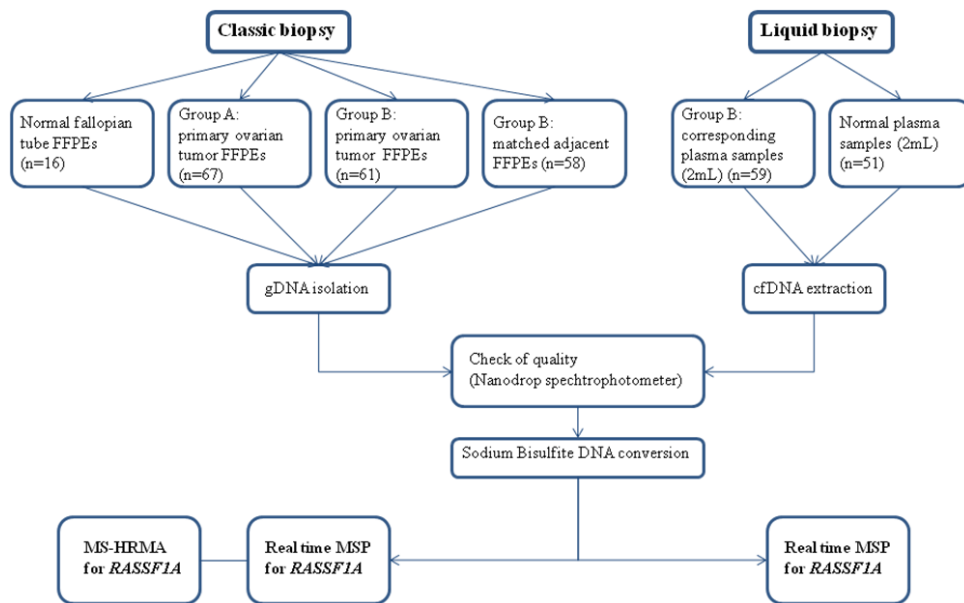 Classic biopsy
Liquid biopsy
Normal fallopian
tube FFPEs
(n=16)
Group A:
primary ovarian
tumor FFPEs
(n=67)
Group B:
primary ovarian
tumor FFPEs
(n=61)
Group B:
matched adjacent
FFPEs (n=58)
Group B:
corresponding
plasma samples
(2mL) (n=59)
Normal plasma
samples (2mL)
(n=51)
gDNA isolation
cfDNA extraction
Check of quality
(Nanodrop spechtrophotometer)
Sodium Bisulfite DNA conversion
MS-HRMA
for RASSF1A
Real time MSP
for RASSF1A
Real time MSP
for RASSF1A